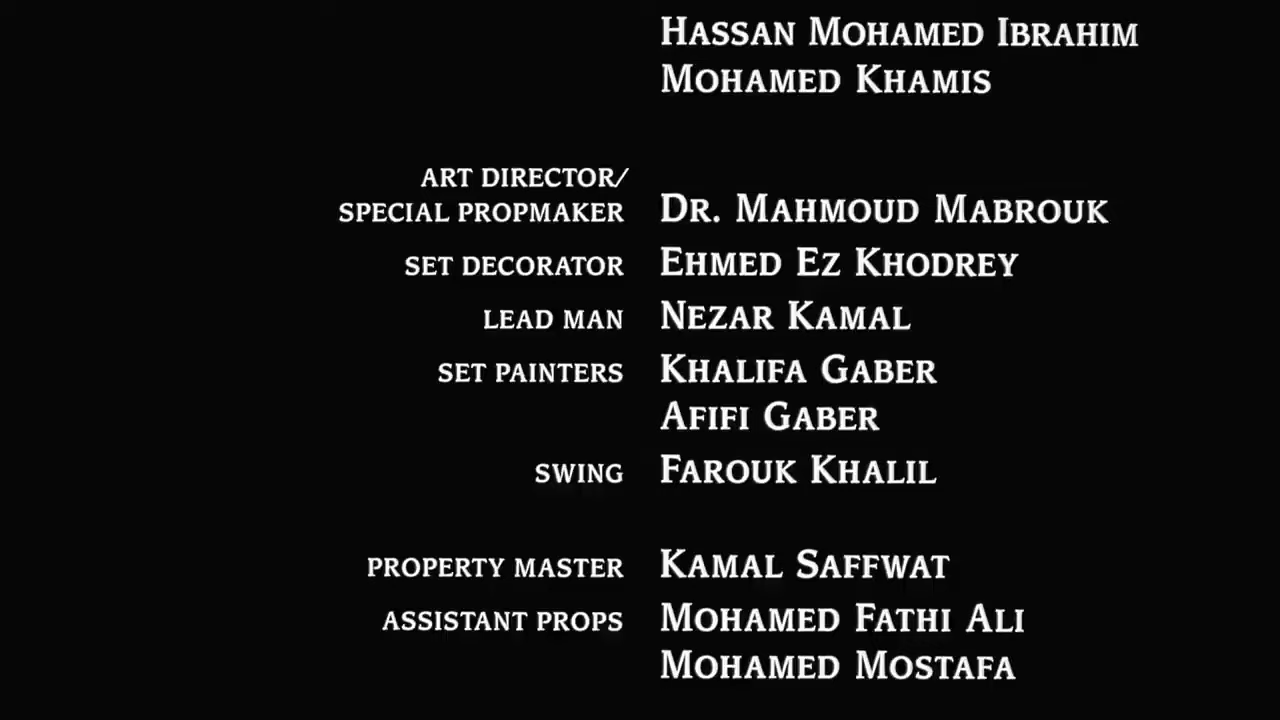 Hassan Mohamed Ibrahim
Mohamed Khamis
ART DIRECTOR/
SPECIAL PROPMAKER Dr. Mahmoud Mabrouk
SET DECORATOR Ehmed Ez Khodrey
LEAD MAN Nezar Kamal
SET PAINTERS Khalifa Gaber
Afifi Gaber
SWING Farouk Khalil
PROPERTY MASTER Kamal Saffwat
ASSISTANT PROPS Mohamed Fathi Ali
Mohamed Mostafa